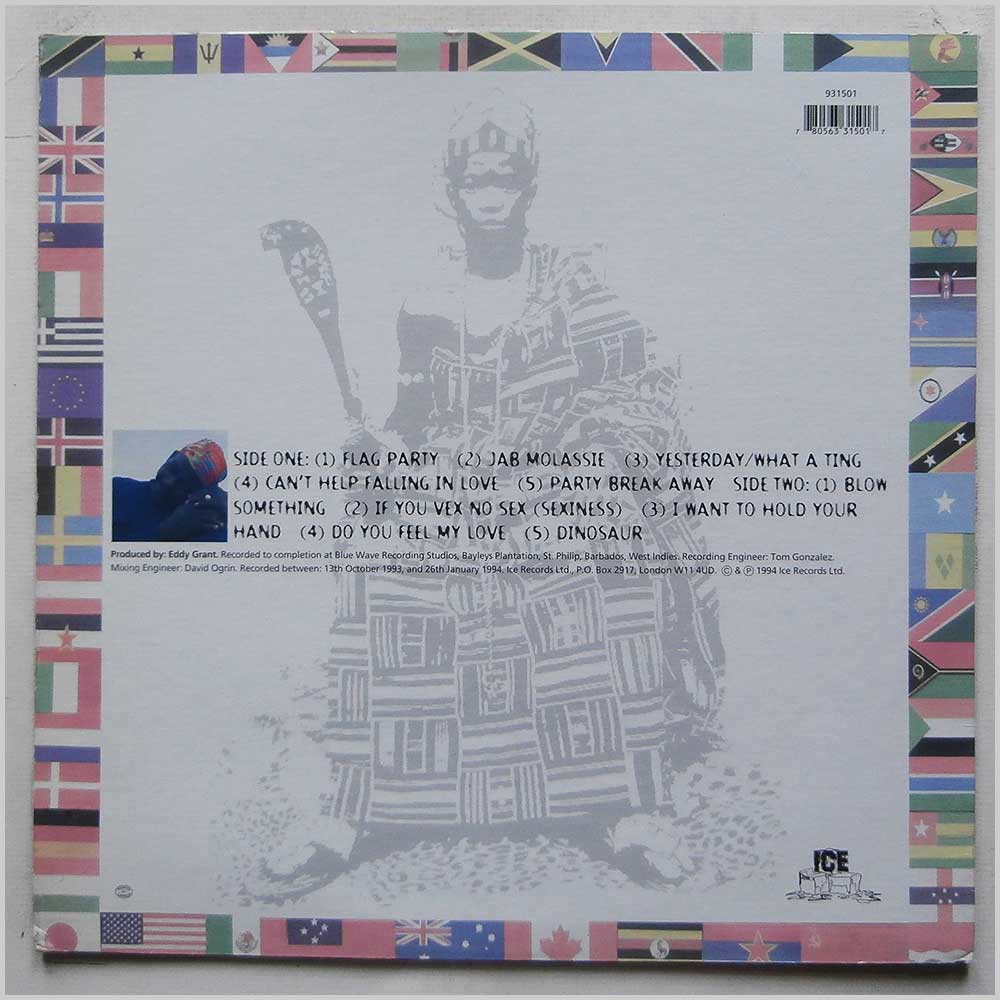 931501
7 80563 31501 7
SIDE ONE: (1) FLAG PARTY (2) JAB MOLASSIE (3) YESTERDAY/WHAT A TING
(4) CAN'T HELP FALLING IN LOVE (5) PARTY BREAK AWAY SIDE TWO: (1) BLOW
SOMETHING (2) IF YOU VEX NO SEX (SEXINESS) (3) I WANT TO HOLD YOUR
HAND (4) DO YOU FEEL MY LOVE (5) DINOSAUR
Produced by: Eddy Grant. Recorded to completion at Blue Wave Recording Studios, Bayleys Plantation, St. Philip, Barbados, West Indies. Recording Engineer: Tom Gonzalez.
Mixing Engineer: David Ogrin. Recorded between: 13th October 1993, and 26th January 1994. Ice Records Ltd., P.O. Box 2917, London W11 4UD. © & ℗ 1994 Ice Records Ltd.
ICE